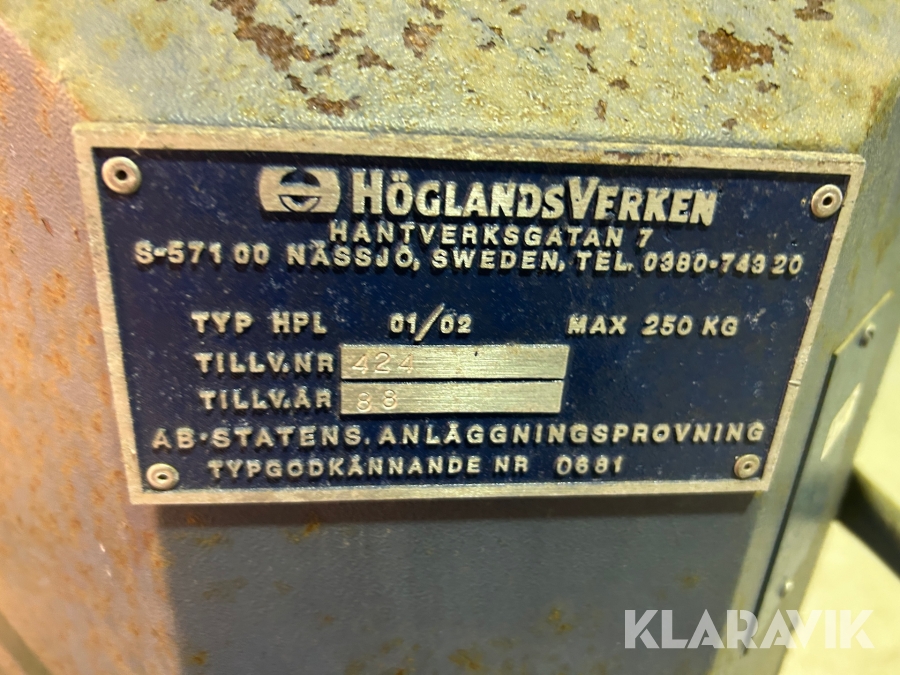 HÖGLANDSVERKEN
HANTVERKSGATAN 7
S-571 00 NÄSSJÖ, SWEDEN, TEL. 0380-743 20
TYP HPL 01/02 MAX 250 KG
TILLV.NR 424
TILLV.ÅR 88
AB-STATENS.ANLÄGGNINGSPROVNING
TYPGODKÄNNANDE NR 0681
KLARAVIK